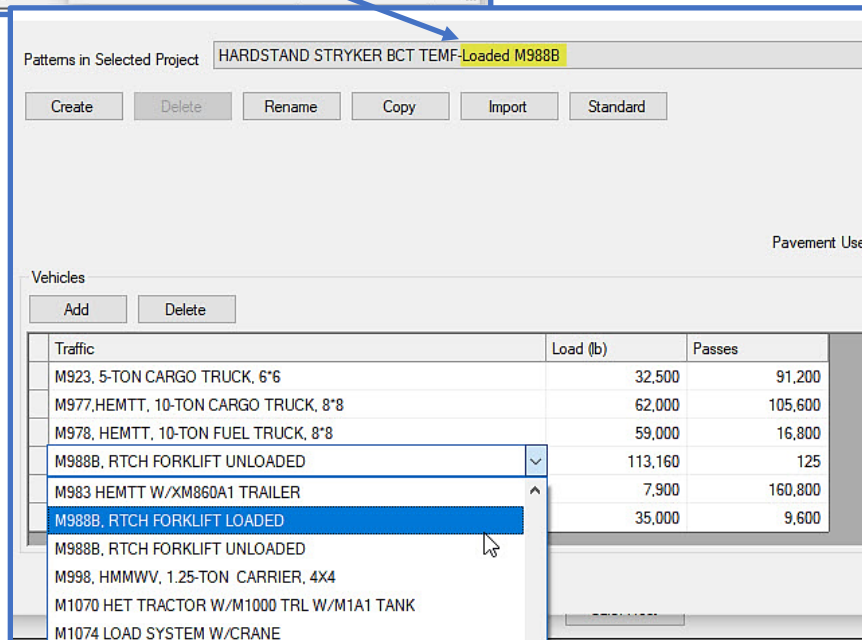 Patterns in Selected Project HARDSTAND STRYKER BCT TEMF-Loaded M988B
Create Delete Rename Copy Import Standard
Pavement Use
Vehicles
Add Delete
Traffic Load (lb) Passes
M923, 5-TON CARGO TRUCK, 6*6 32,500 91,200
M977,HEMTT, 10-TON CARGO TRUCK, 8*8 62,000 105,600
M978, HEMTT, 10-TON FUEL TRUCK, 8*8 59,000 16,800
M988B, RTCH FORKLIFT UNLOADED 113,160 125
M983 HEMTT W/XM860A1 TRAILER 7,900 160,800
M988B, RTCH FORKLIFT LOADED 35,000 9,600
M988B, RTCH FORKLIFT UNLOADED
M998, HMMWV, 1.25-TON CARRIER, 4X4
M1070 HET TRACTOR W/M1000 TRL W/M1A1 TANK
M1074 LOAD SYSTEM W/CRANE